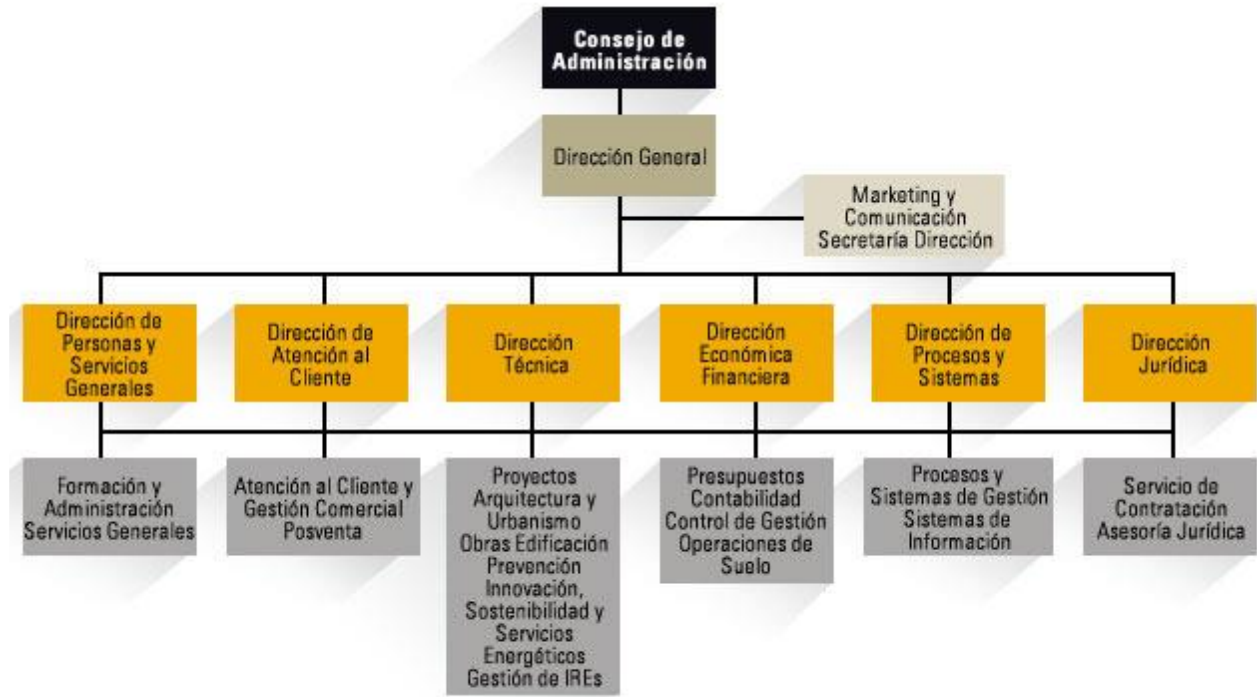 Consejo de
Administración
Dirección General
Marketing y
Comunicación
Secretaría Dirección
Dirección de
Personas y
Servicios
Generales
Dirección de
Atención al
Cliente
Dirección
Técnica
Dirección
Económica
Financiera
Dirección de
Procesos y
Sistemas
Dirección
Jurídica
Formación y
Administración
Servicios Generales
Atención al Cliente y
Gestión Comercial
Posventa
Proyectos
Arquitectura y
Urbanismo
Obras Edificación
Prevención
Innovación,
Sostenibilidad y
Servicios
Energéticos
Gestión de IREs
Presupuestos
Contabilidad
Control de Gestión
Operaciones de
Suelo
Procesos y
Sistemas de Gestión
Sistemas de
Información
Servicio de
Contratación
Asesoría Jurídica